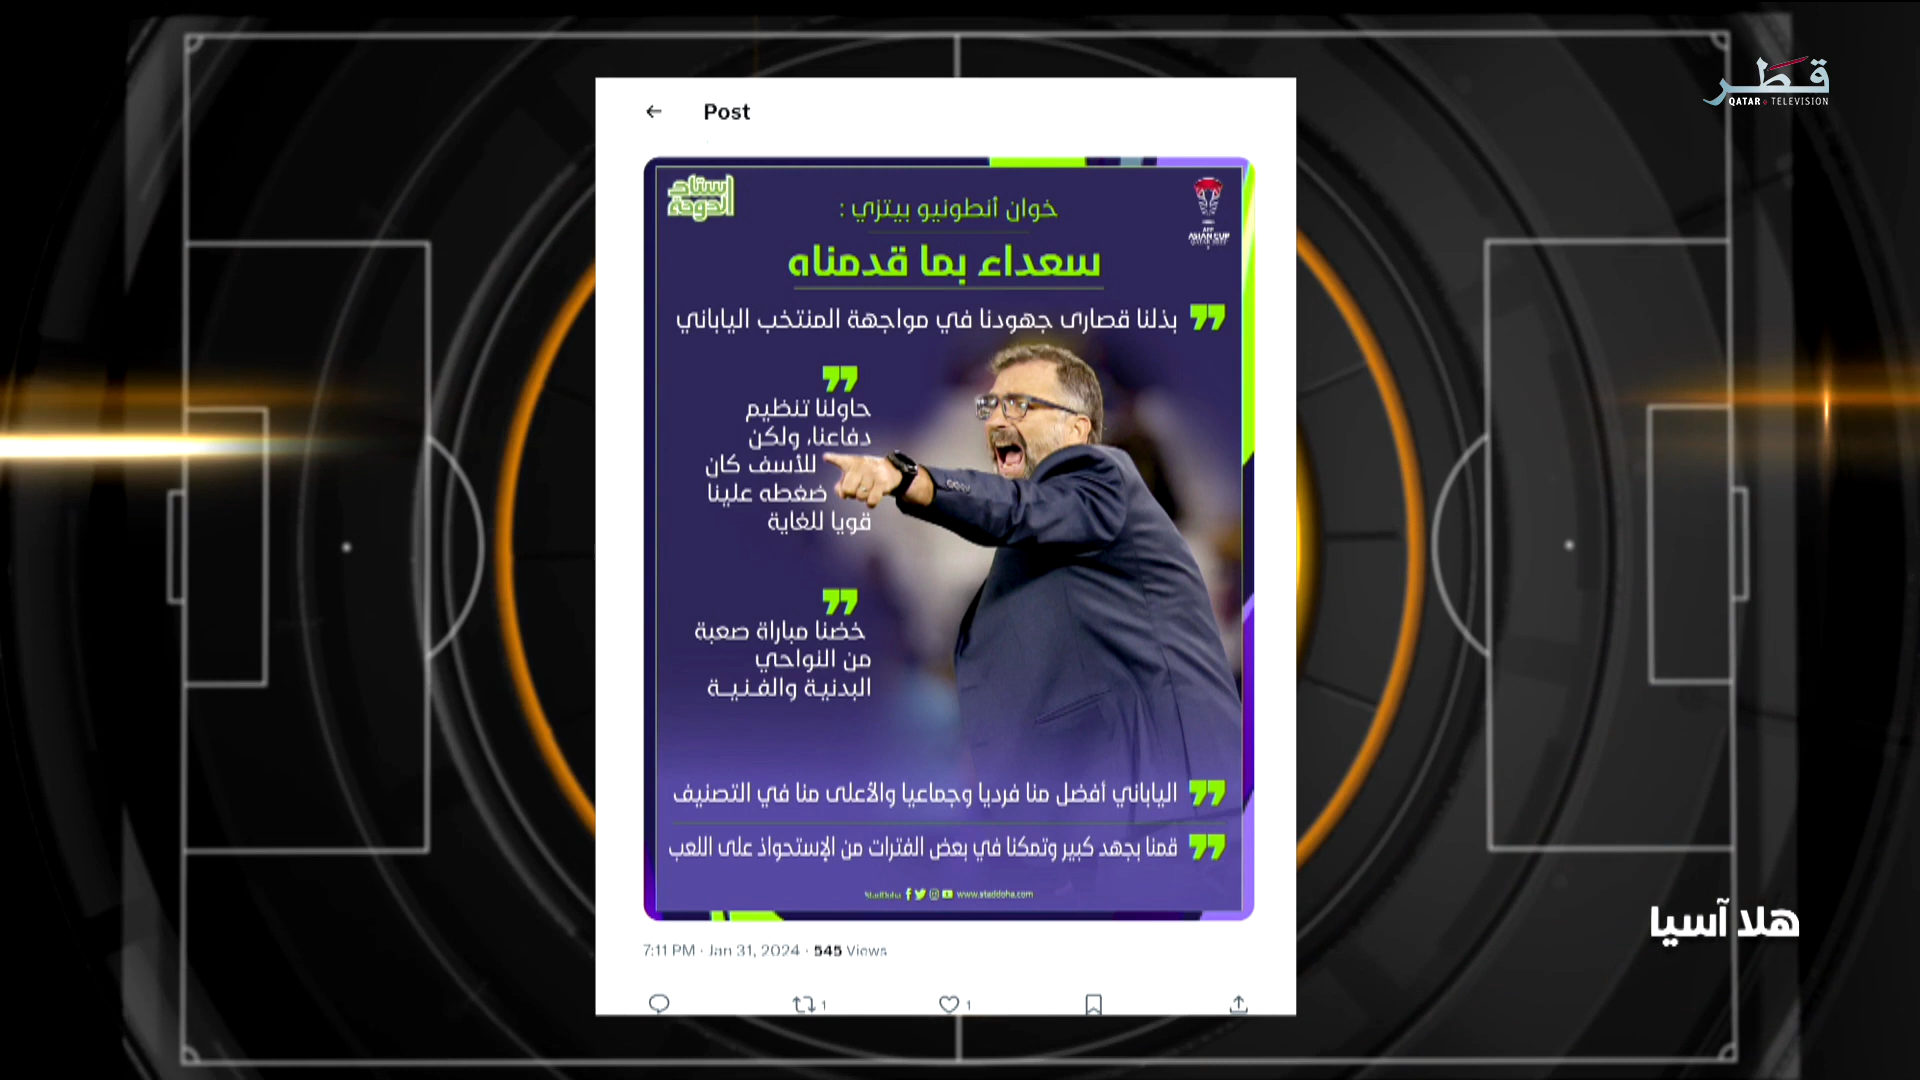 قطر
QATAR TELEVISION
Post
استاد
الدوحة
ASIAN CUP
خوان أنطونيو بيتزي :
سعداء بما قدمناه
بذلنا قصارى جهودنا في مواجهة المنتخب الياباني
حاولنا تنظيم
دفاعنا، ولكن
للأسف كان
ضغطه علينا
قويا للغاية
خضنا مباراة صعبة
من النواحي
البدنية والفنية
الياباني أفضل منا فرديا وجماعيا والأعلى منا في التصنيف
قمنا بجهد كبير وتمكنا في بعض الفترات من الإستحواذ على اللعب
StadDoha www.staddoha.com
7:11 PM · Jan 31, 2024 · 545 Views
1
1
هلا آسيا